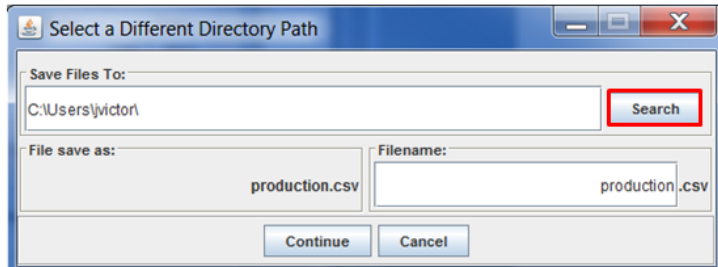 Select a Different Directory Path
Save Files To:
C:\Users\jvictor\
Search
File save as:
Filename:
production.csv
production .csv
Continue Cancel